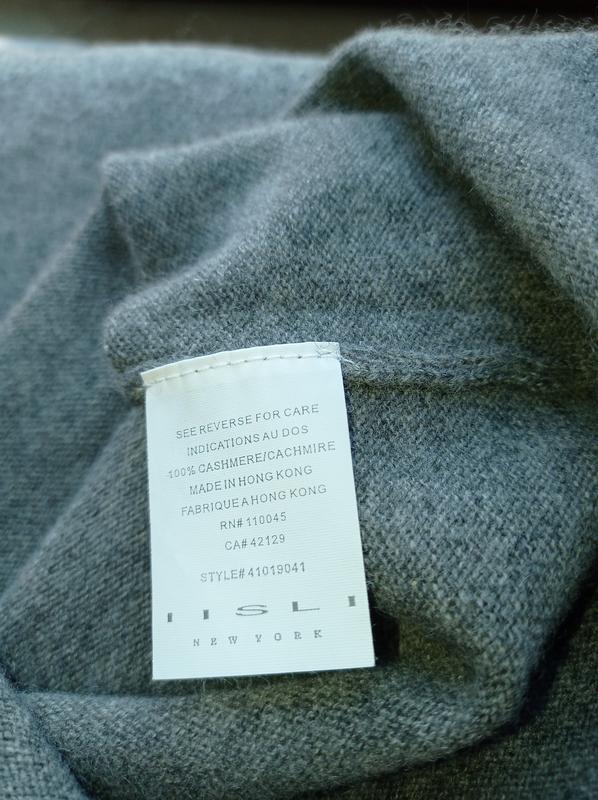 SEE REVERSE FOR CARE
INDICATIONS AU DOS
100% CASHMERE/CACHMIRE
MADE IN HONG KONG
FABRIQUE A HONG KONG
RN# 110045
CA# 42129
STYLE# 41019041
I I S L I
NEW YORK